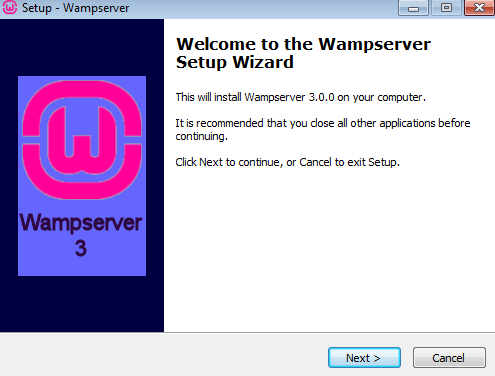 Setup - Wampserver
Welcome to the Wampserver
Setup Wizard
This will install Wampserver 3.0.0 on your computer.
It is recommended that you close all other applications before
continuing.
Click Next to continue, or Cancel to exit Setup.
Wampserver
3
Next >
Cancel